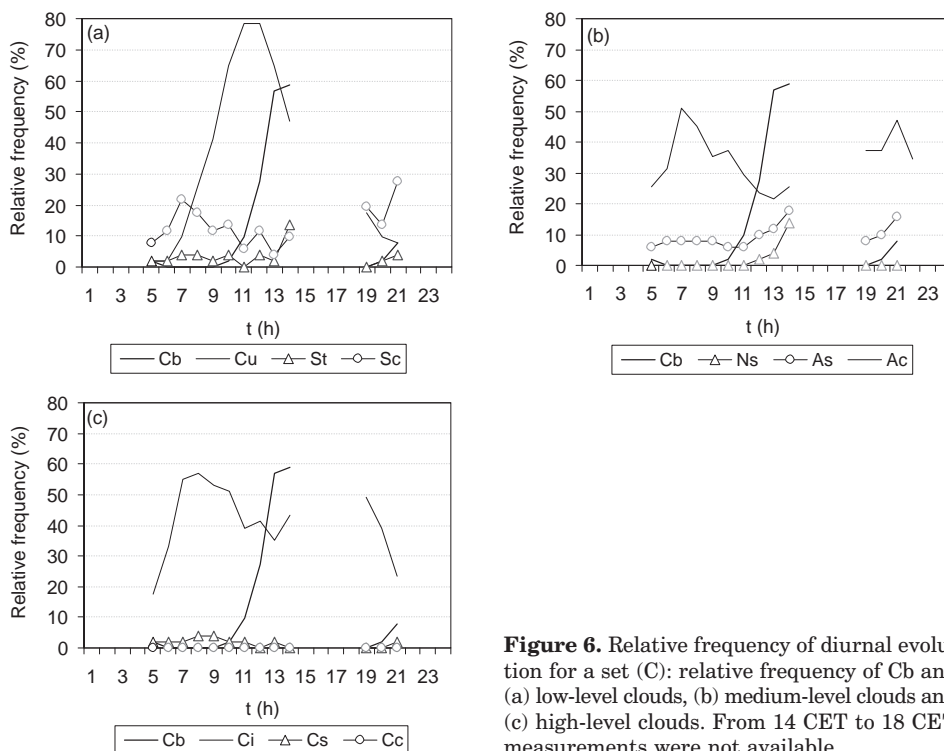 80
(a)
70
60
50
40
30
20
10
0
Relative frequency (%)
1 3 5 7 9 11 13 15 17 19 21 23
t (h)
Cb Cu St Sc
80
(b)
70
60
50
40
30
20
10
0
Relative frequency (%)
1 3 5 7 9 11 13 15 17 19 21 23
t (h)
Cb Ns As Ac
80
(c)
70
60
50
40
30
20
10
0
Relative frequency (%)
1 3 5 7 9 11 13 15 17 19 21 23
t (h)
Cb Ci Cs Cc
Figure 6. Relative frequency of diurnal evolu
tion for a set (C): relative frequency of Cb an
(a) low-level clouds, (b) medium-level clouds an
(c) high-level clouds. From 14 CET to 18 CET
measurements were not available